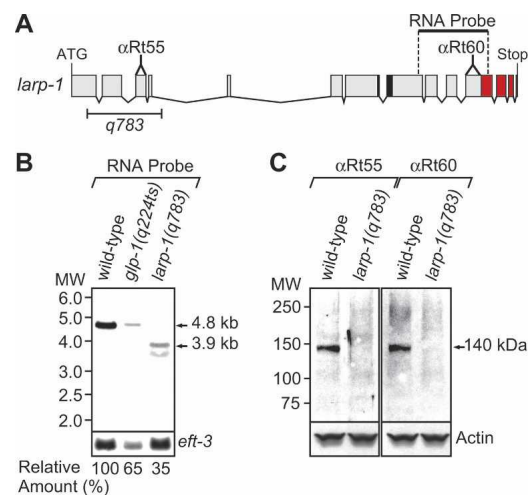 A
RNA Probe
ATG
αRt55
αRt60
Stop
larp-1
q783
B
RNA Probe
wild-type
glp-1(q224ts)
larp-1(q783)
MW
6.0
5.0
4.0
3.0
2.5
2.0
4.8 kb
3.9 kb
eft-3
Relative 100 65 35
Amount (%)
C
αRt55
αRt60
wild-type
larp-1(q783)
wild-type
larp-1(q783)
MW
250
150
100
75
140 kDa
Actin